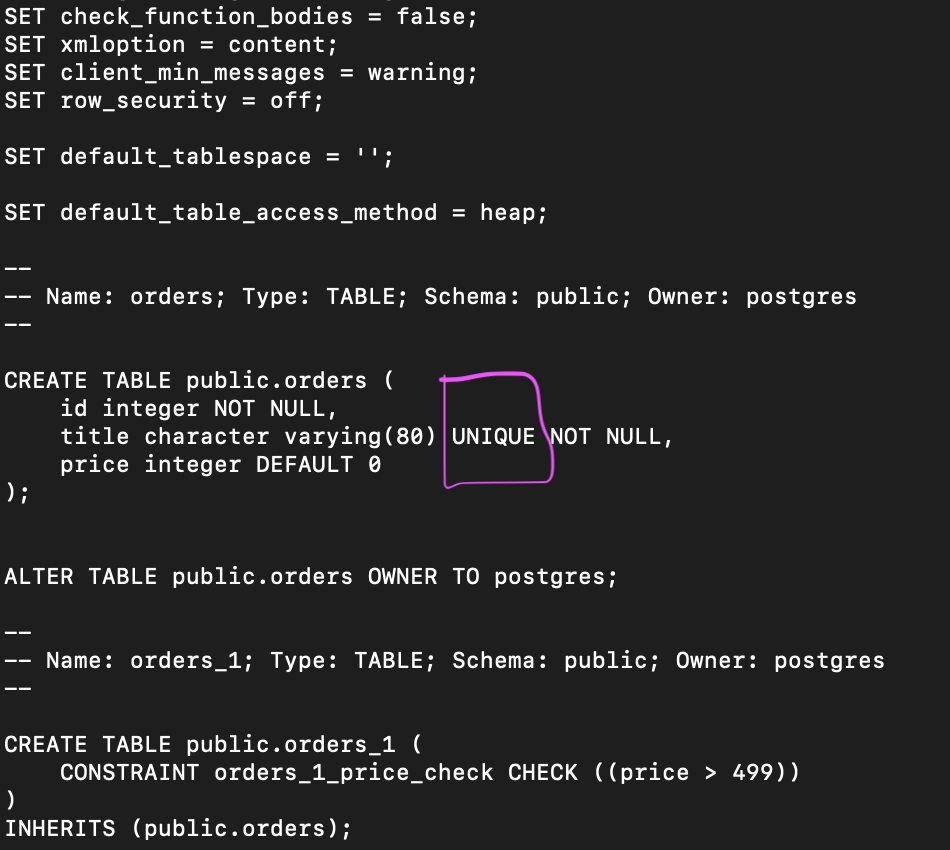 SET check_function_bodies = false;
SET xmloption = content;
SET client_min_messages = warning;
SET row_security = off;
SET default_tablespace = '';
SET default_table_access_method = heap;
--
-- Name: orders; Type: TABLE; Schema: public; Owner: postgres
--
CREATE TABLE public.orders (
    id integer NOT NULL,
    title character varying(80) UNIQUE NOT NULL,
    price integer DEFAULT 0
);
ALTER TABLE public.orders OWNER TO postgres;
--
-- Name: orders_1; Type: TABLE; Schema: public; Owner: postgres
--
CREATE TABLE public.orders_1 (
    CONSTRAINT orders_1_price_check CHECK ((price > 499))
)
INHERITS (public.orders);